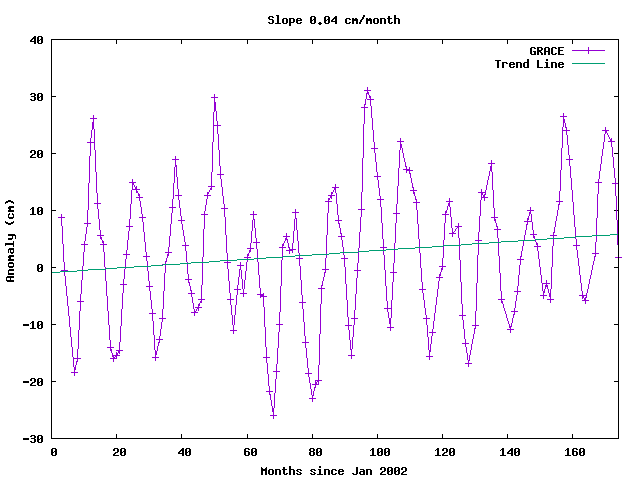 Slope 0.04 cm/month
40
30
20
10
0
-10
-20
-30
Anomaly (cm)
GRACE
Trend Line
0 20 40 60 80 100 120 140 160
Months since Jan 2002